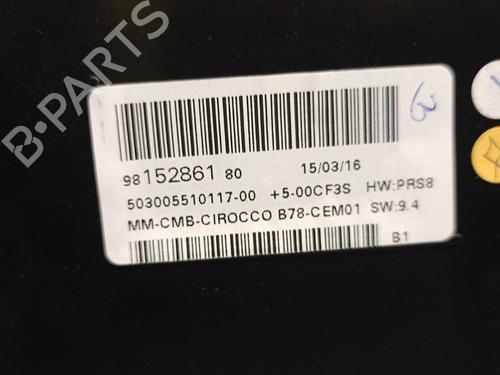 B-PARTS
98152861 80 15/03/16
503005510117-00 +5-00CF3S HW:PRS8
MM-CMB-CIROCCO B78-CEM01 SW:9.4
B1